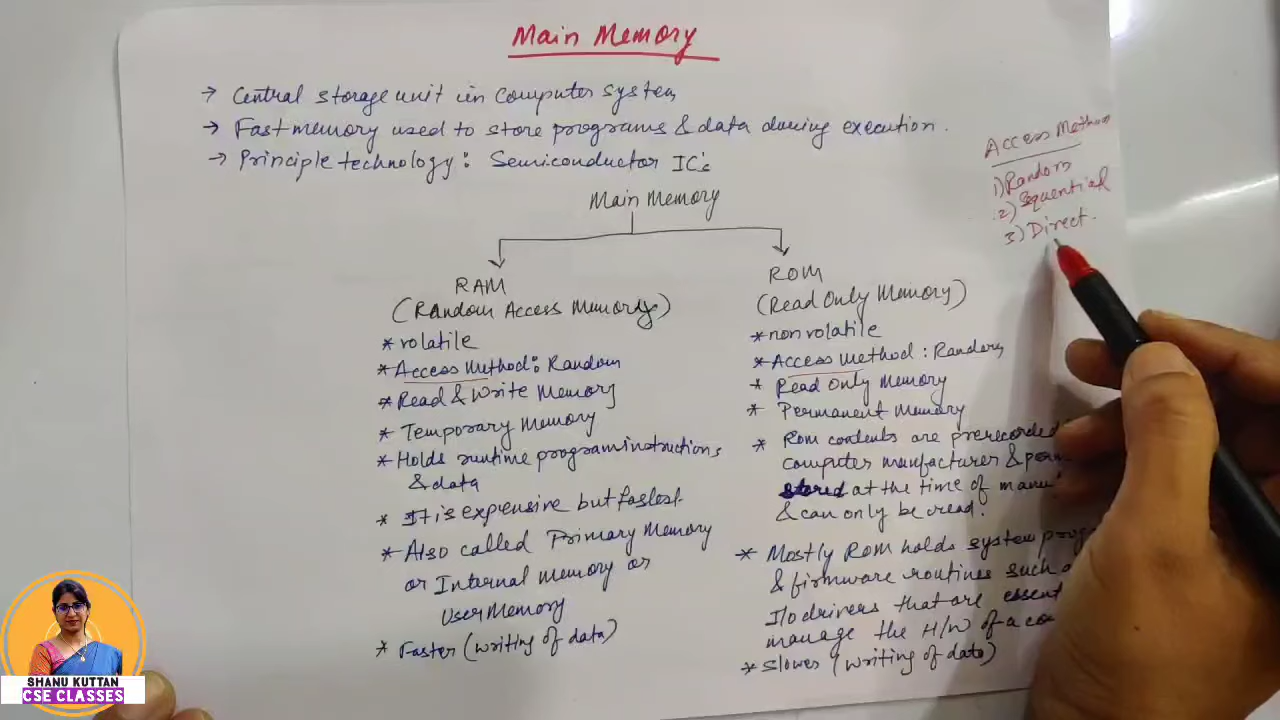 Main Memory
→ Central storage unit in computer system
→ Fast memory used to store programs & data during execution.
→ Principle technology: Semiconductor IC's
Main Memory
Access Method
1) Random
2) Sequential
3) Direct.
RAM
(Random Access Memory)
* volatile
* Access Method: Random
* Read & Write Memory
* Temporary Memory
* Holds runtime program instructions
& data
* It is expensive but fastest
* Also called Primary Memory
or Internal memory or
User Memory
* Faster (writing of data)
ROM
(Read Only Memory)
* non volatile
* Access Method: Random
* Read Only Memory
* Permanent Memory
* Rom contents are prerecorded
computer manufacturer &
stored at the time of
& can only be read.
* Mostly ROM holds system
& firmware routines such
I/o drivers that are
manage the H/W of a
* Slower (writing of data)
SHANU KUTTAN
CSE CLASSES